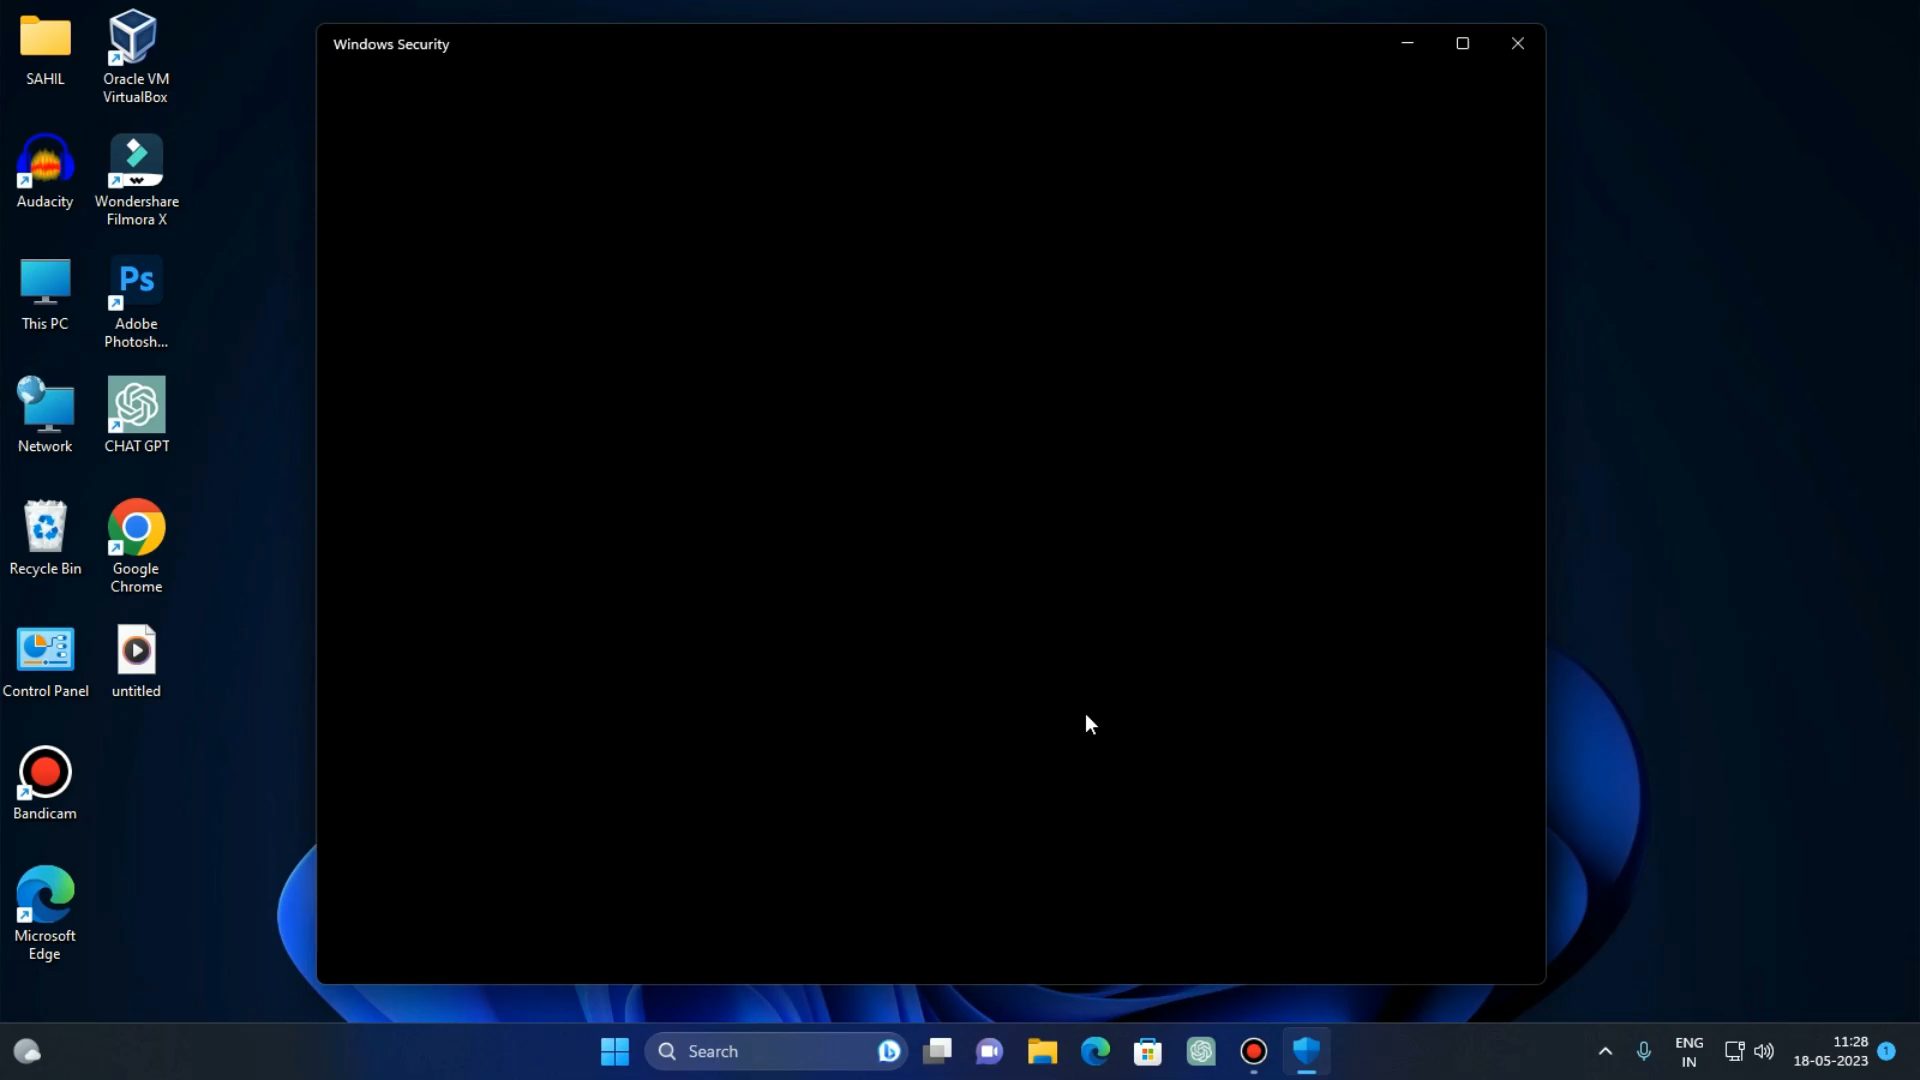 SAHIL
Oracle VM
VirtualBox
Audacity
Wondershare
Filmora X
This PC
Ps
Adobe
Photosh...
Network
CHAT GPT
Recycle Bin
Google
Chrome
Control Panel
untitled
Bandicam
Microsoft
Edge
Windows Security
Search
ENG
IN
11:28
18-05-2023
1